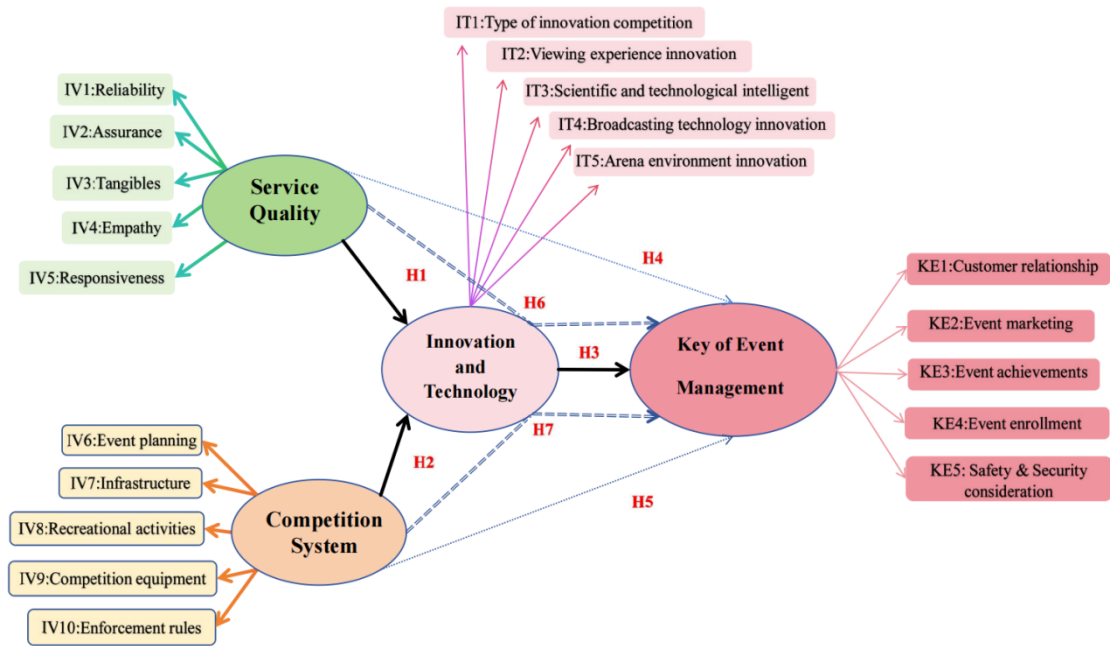 IT1:Type of innovation competition
IT2:Viewing experience innovation
IT3:Scientific and technological intelligent
IT4:Broadcasting technology innovation
IT5:Arena environment innovation
IV1:Reliability
IV2:Assurance
IV3:Tangibles
IV4:Empathy
IV5:Responsiveness
Service
Quality
H1
H4
H6
Innovation
and
Technology
H3
Key of Event
Management
KE1:Customer relationship
KE2:Event marketing
KE3:Event achievements
KE4:Event enrollment
KE5: Safety & Security
consideration
H7
H2
H5
IV6:Event planning
IV7:Infrastructure
IV8:Recreational activities
IV9:Competition equipment
IV10:Enforcement rules
Competition
System